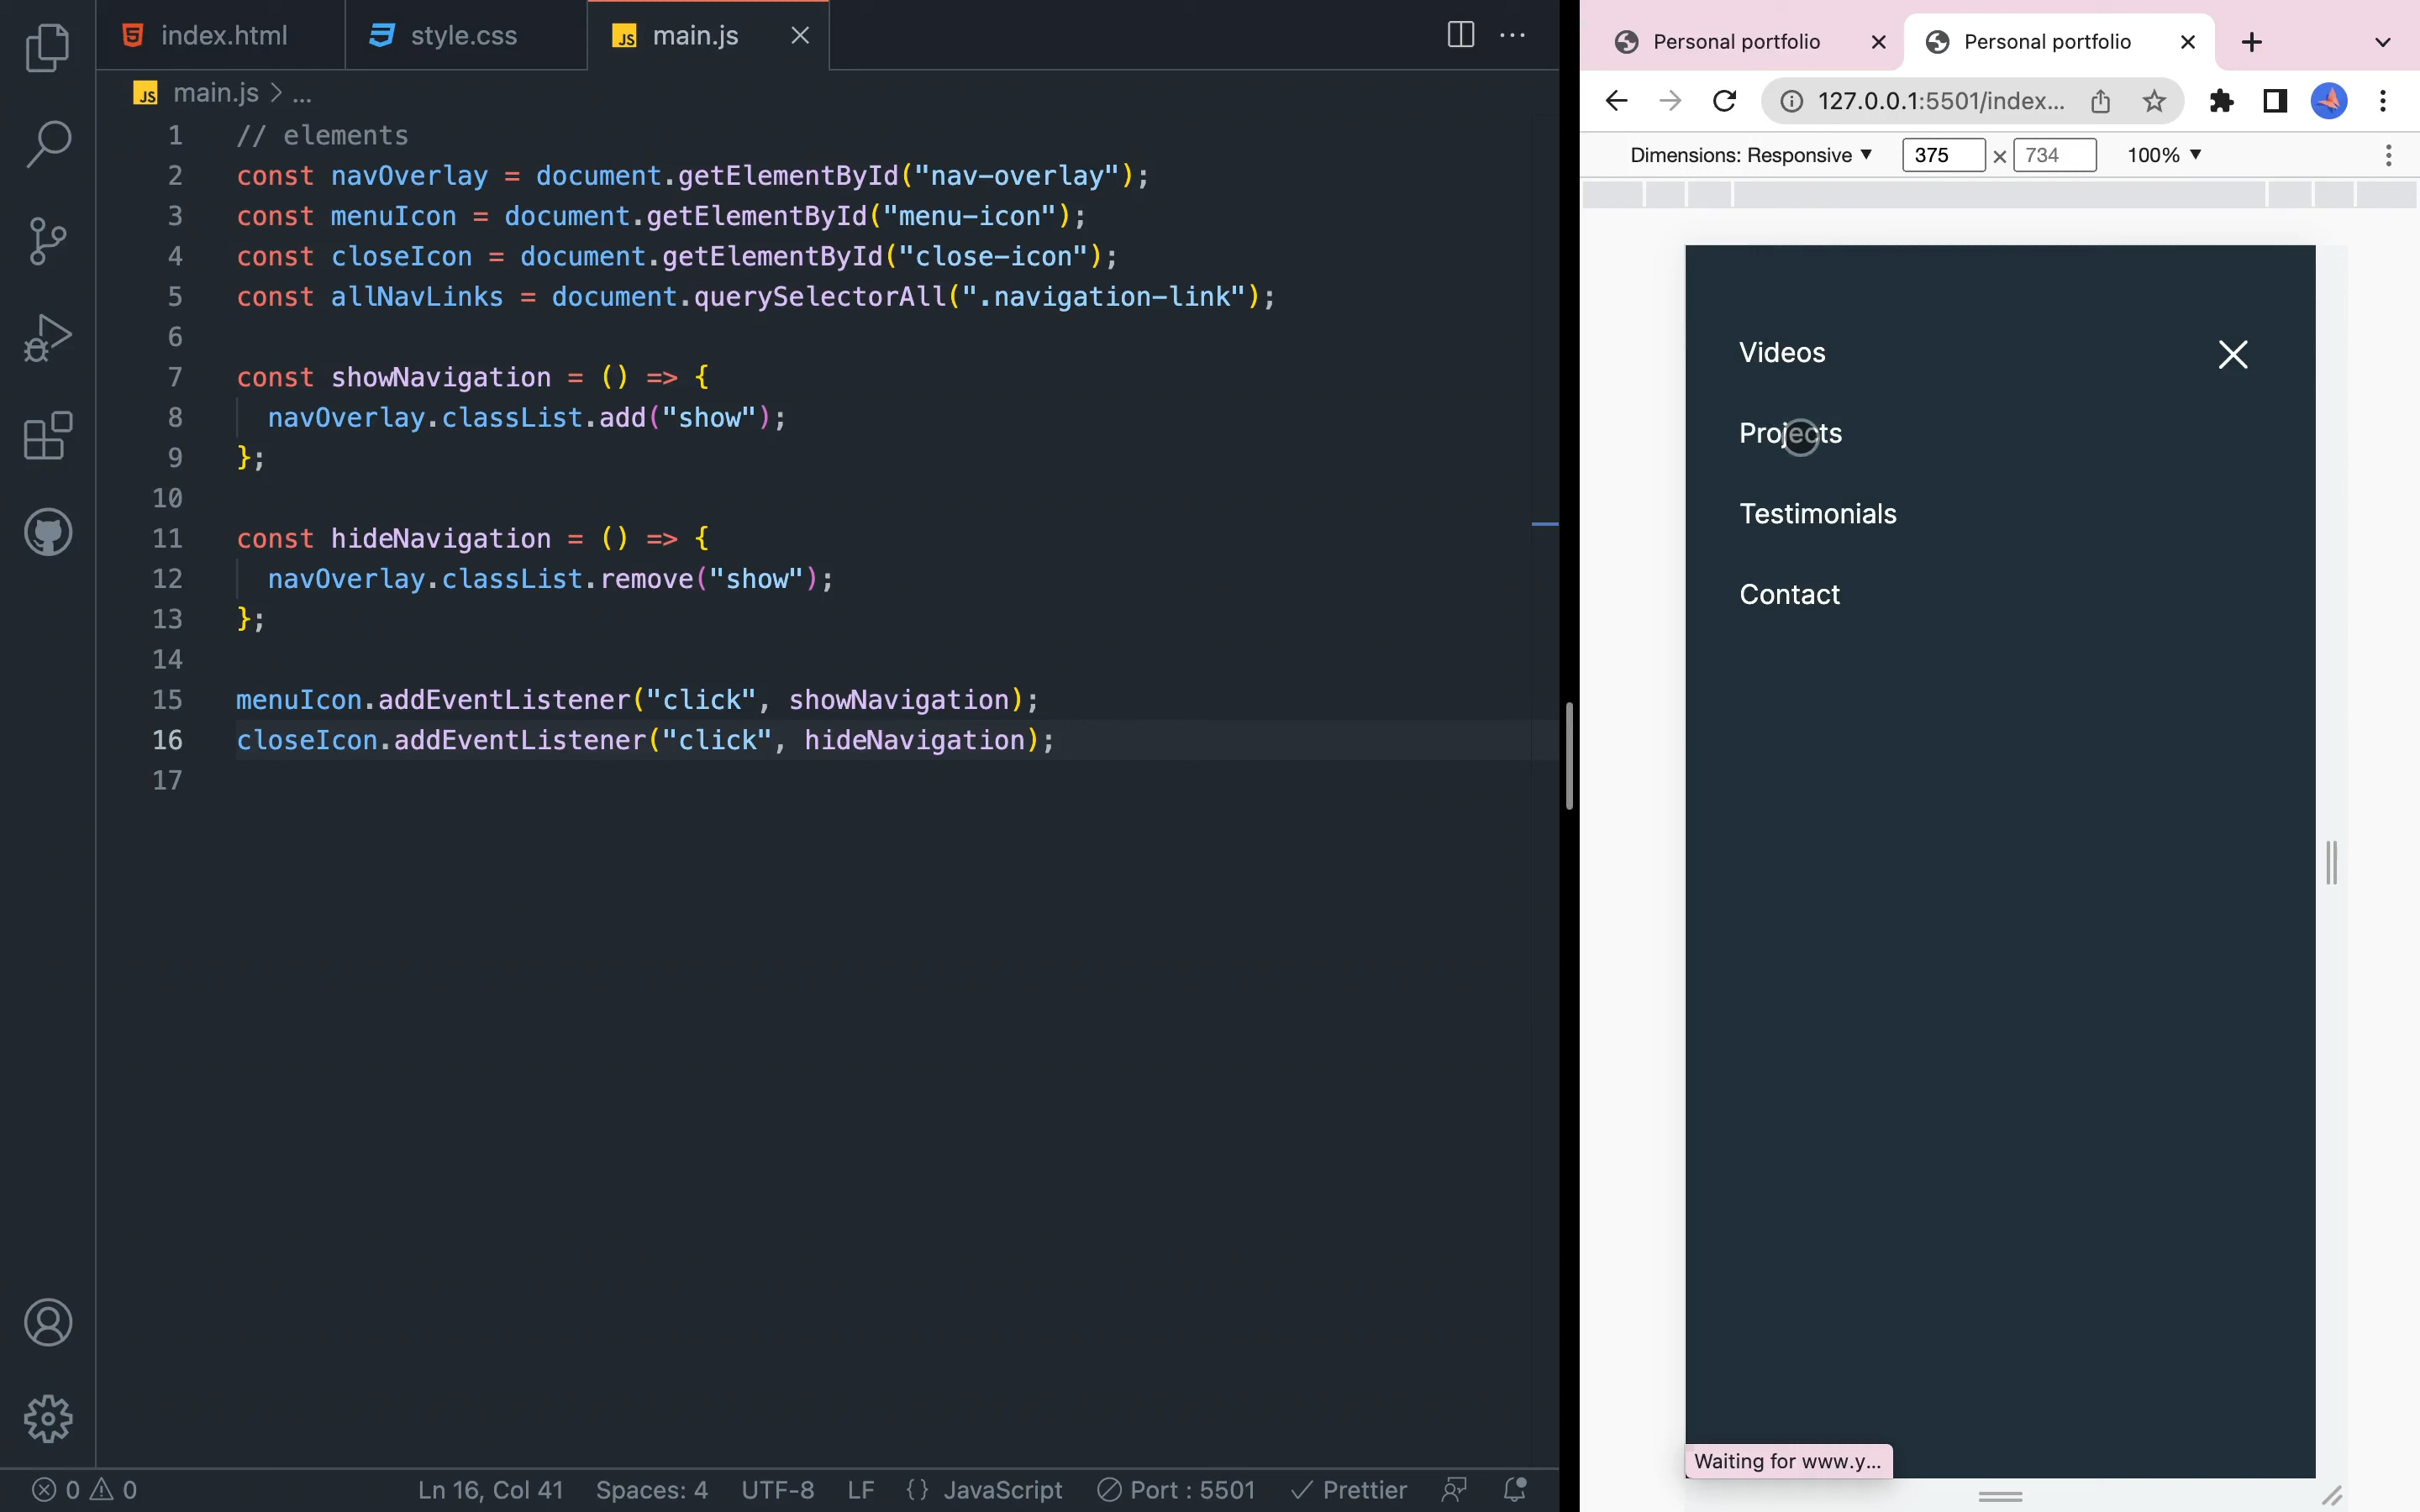 index.html
style.css
main.js
main.js > ...
1 // elements
2 const navOverlay = document.getElementById("nav-overlay");
3 const menuIcon = document.getElementById("menu-icon");
4 const closeIcon = document.getElementById("close-icon");
5 const allNavLinks = document.querySelectorAll(".navigation-link");
6
7 const showNavigation = () => {
8 navOverlay.classList.add("show");
9 };
10
11 const hideNavigation = () => {
12 navOverlay.classList.remove("show");
13 };
14
15 menuIcon.addEventListener("click", showNavigation);
16 closeIcon.addEventListener("click", hideNavigation);
17
0 0 Ln 16, Col 41 Spaces: 4 UTF-8 LF {} JavaScript Port : 5501 Prettier
Personal portfolio
Personal portfolio
127.0.0.1:5501/index...
Dimensions: Responsive 375 × 734 100%
Videos
Projects
Testimonials
Contact
Waiting for www.y...